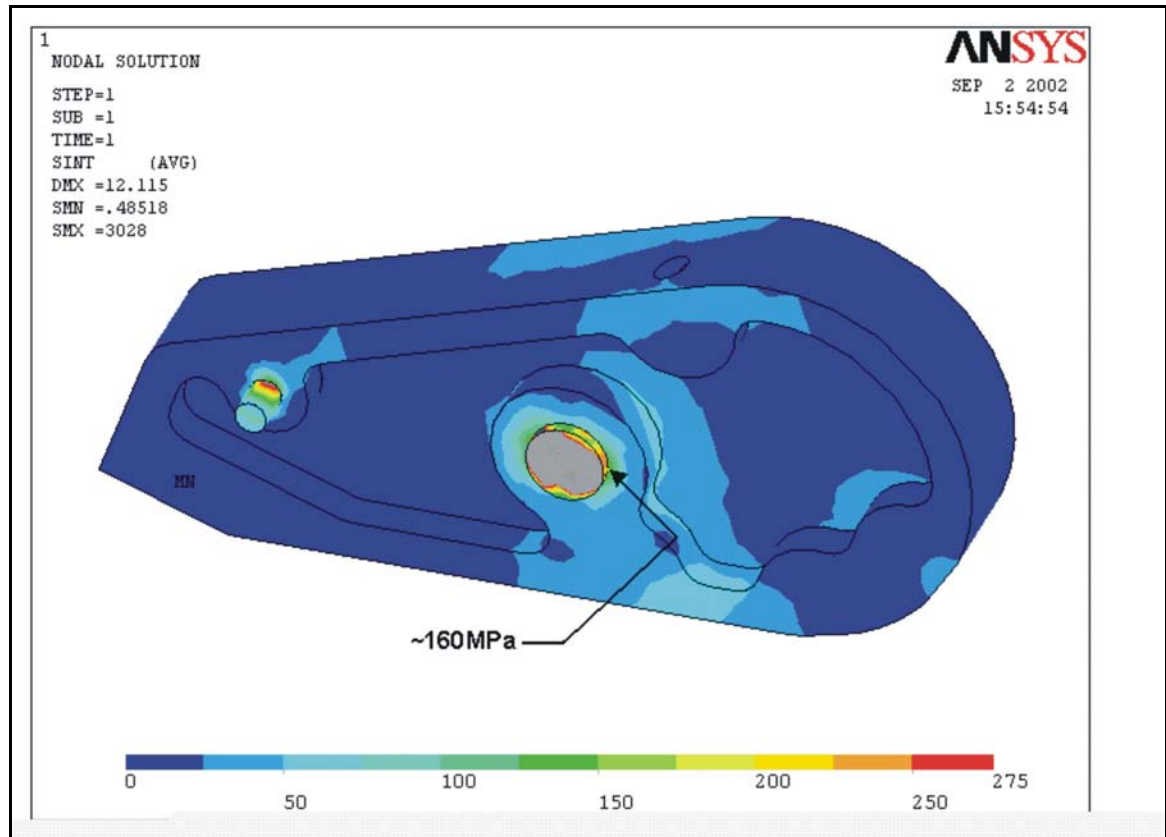 1
NODAL SOLUTION
STEP=1
SUB =1
TIME=1
SINT (AVG)
DMX =12.115
SMN =.48518
SMX =3028
ANSYS
SEP 2 2002
15:54:54
MN
~160MPa
0 100 200 275
50 150 250